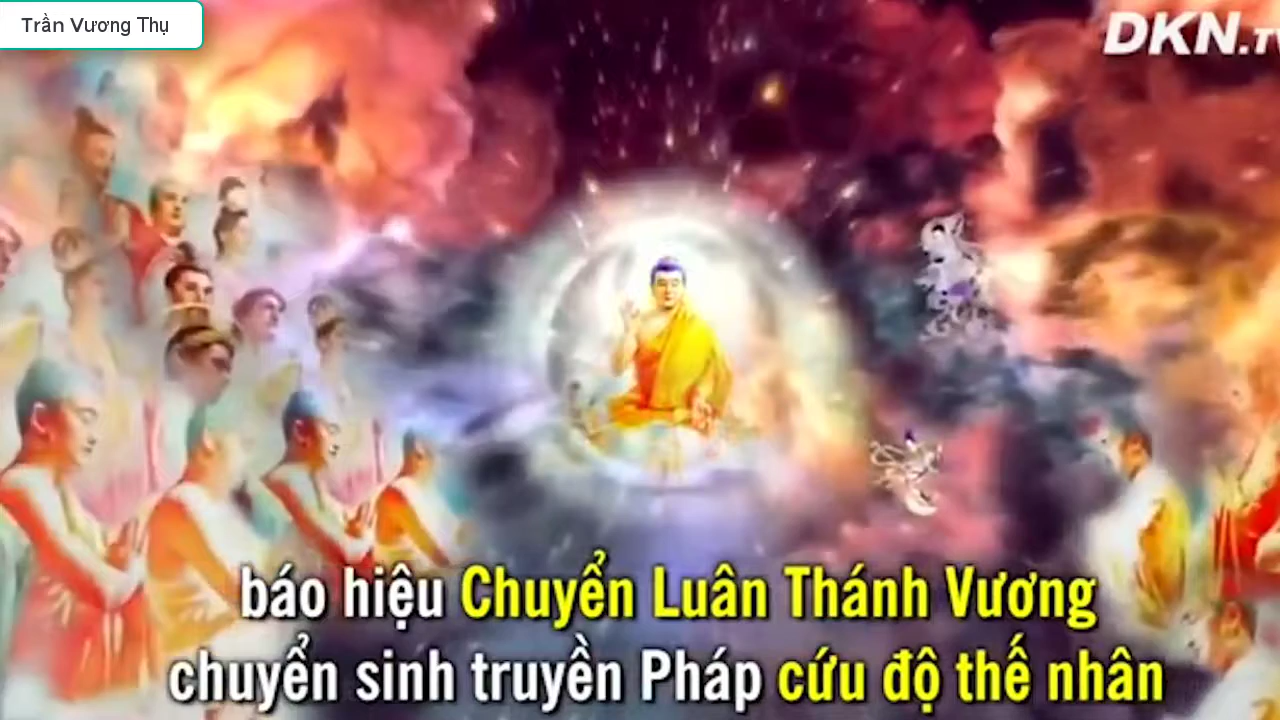 Trần Vương Thụ
DKN.TV
báo hiệu Chuyển Luân Thánh Vương
chuyển sinh truyền Pháp cứu độ thế nhân